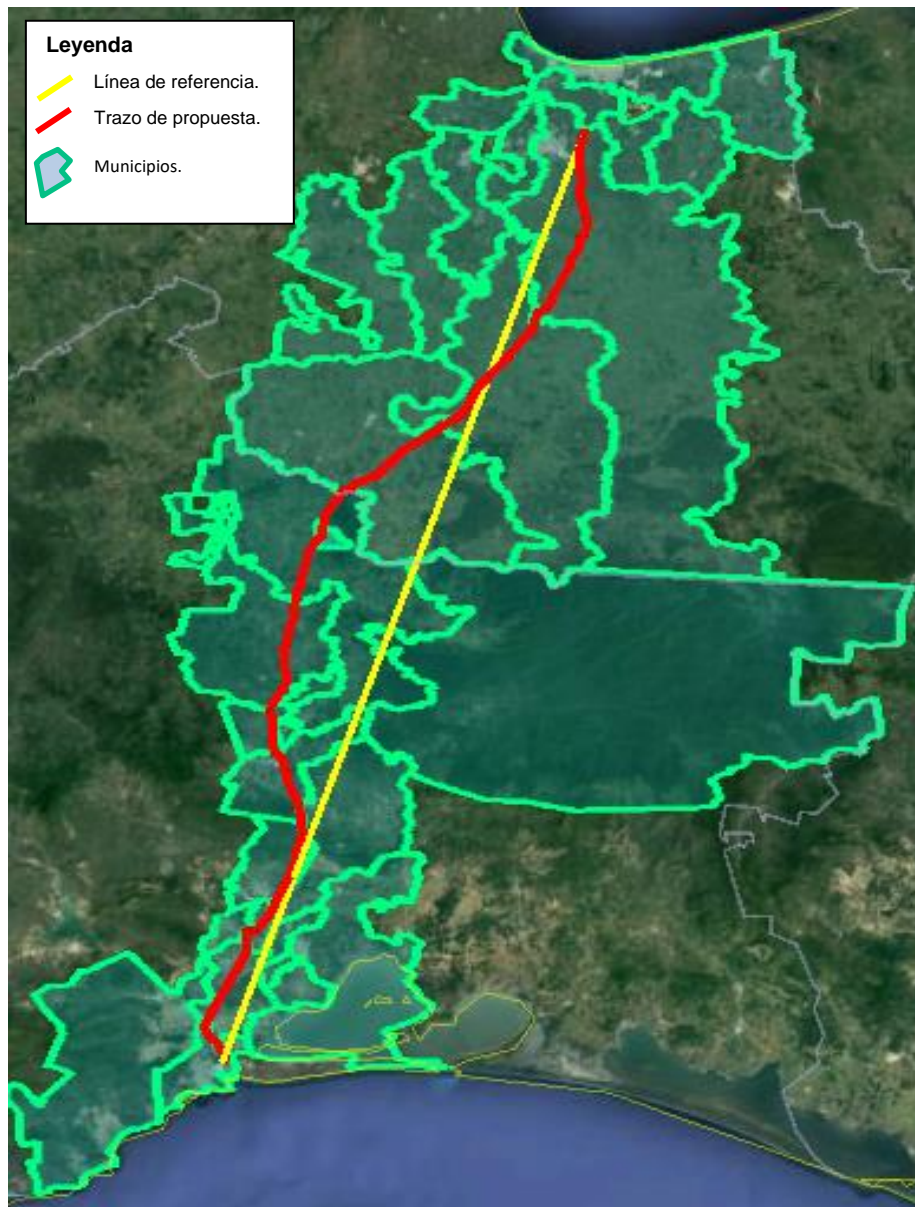 Leyenda
Línea de referencia.
Trazo de propuesta.
Municipios.